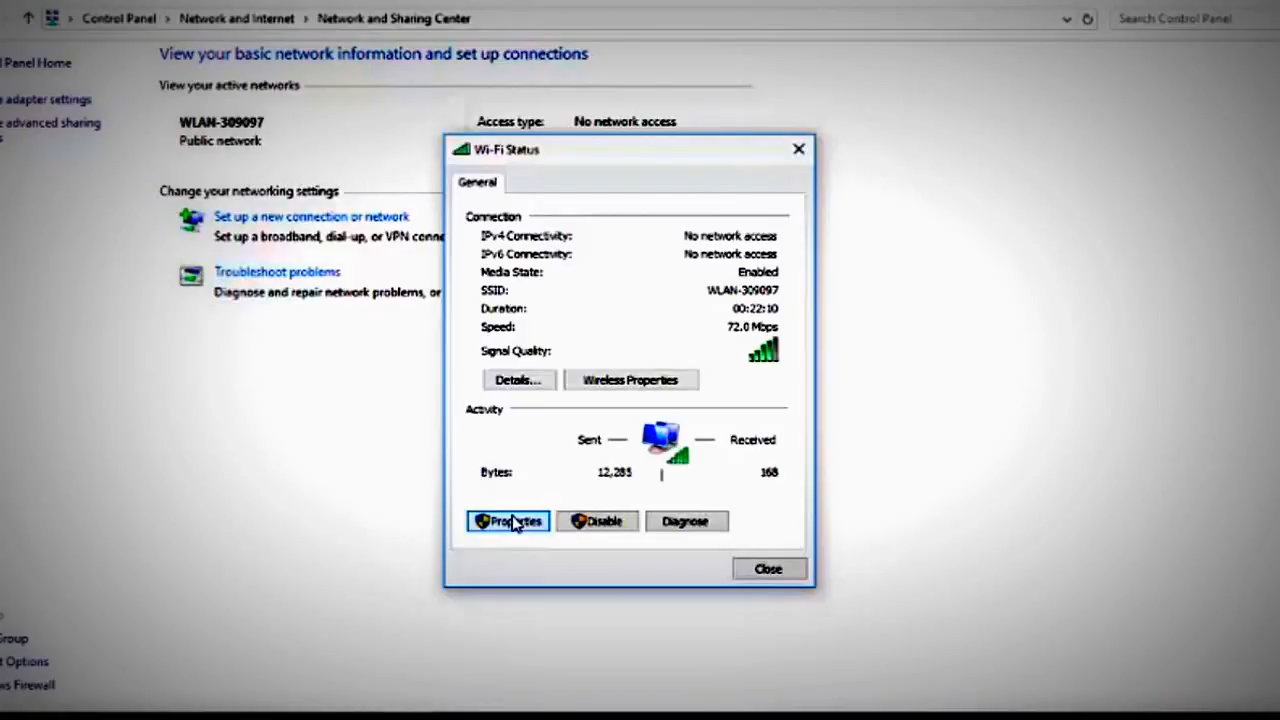 Control Panel > Network and Internet > Network and Sharing Center
Search Control Panel
l Panel Home
View your basic network information and set up connections
View your active networks
e adapter settings
e advanced sharing
s
WLAN-309097
Public network
Access type: No network access
Change your networking settings
Set up a new connection or network
Set up a broadband, dial-up, or VPN conne
Troubleshoot problems
Diagnose and repair network problems, or
Wi-Fi Status
General
Connection
IPv4 Connectivity: No network access
IPv6 Connectivity: No network access
Media State: Enabled
SSID: WLAN-309097
Duration: 00:22:10
Speed: 72.0 Mbps
Signal Quality:
Details... Wireless Properties
Activity
Sent Received
Bytes: 12,285 168
Properties Disable Diagnose
Close
Group
t Options
ws Firewall